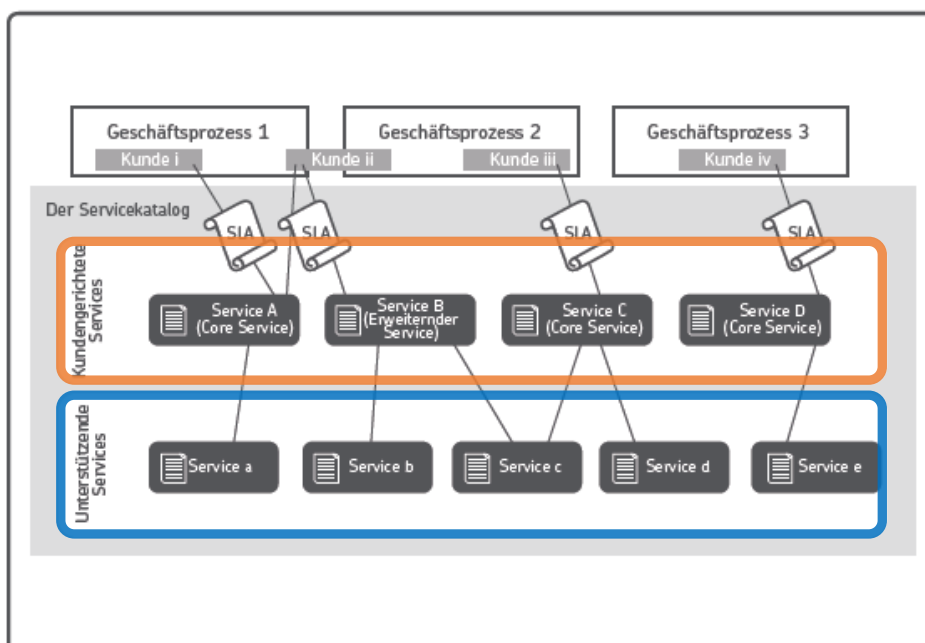 Geschäftsprozess 1
Geschäftsprozess 2
Geschäftsprozess 3
Kunde i
Kunde ii
Kunde iii
Kunde iv
Der Servicekatalog
SLA
SLA
SLA
SLA
Kundengerichtete
Services
Service A
(Core Service)
Service B
(Erweiternder
Service)
Service C
(Core Service)
Service D
(Core Service)
Unterstützende
Services
Service a
Service b
Service c
Service d
Service e